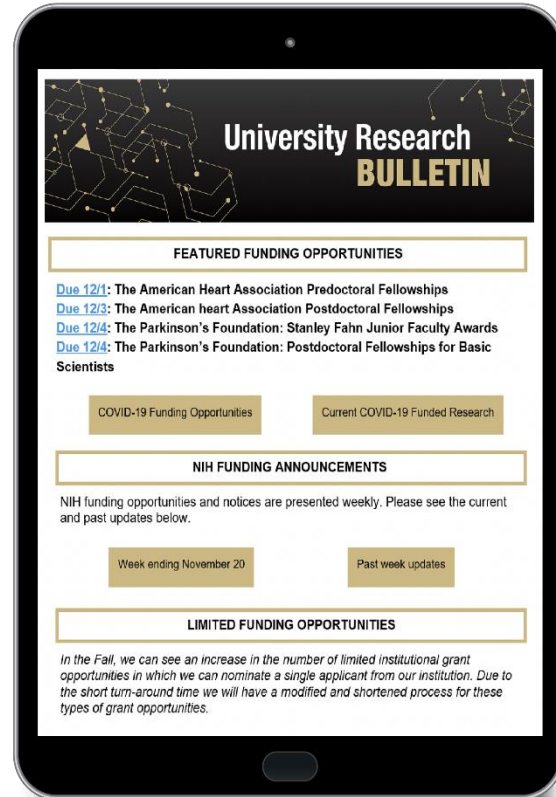 University Research
BULLETIN
FEATURED FUNDING OPPORTUNITIES
Due 12/1: The American Heart Association Predoctoral Fellowships
Due 12/3: The American heart Association Postdoctoral Fellowships
Due 12/4: The Parkinson's Foundation: Stanley Fahn Junior Faculty Awards
Due 12/4: The Parkinson's Foundation: Postdoctoral Fellowships for Basic
Scientists
COVID-19 Funding Opportunities
Current COVID-19 Funded Research
NIH FUNDING ANNOUNCEMENTS
NIH funding opportunities and notices are presented weekly. Please see the current
and past updates below.
Week ending November 20
Past week updates
LIMITED FUNDING OPPORTUNITIES
In the Fall, we can see an increase in the number of limited institutional grant
opportunities in which we can nominate a single applicant from our institution. Due to
the short turn-around time we will have a modified and shortened process for these
types of grant opportunities.